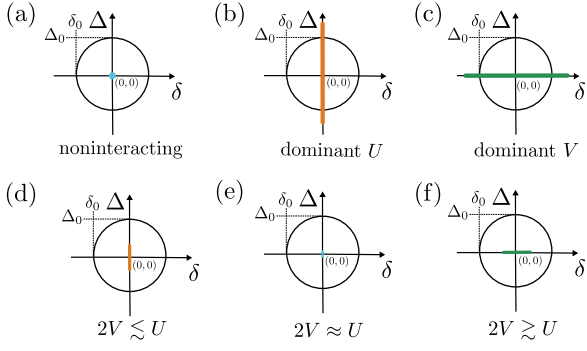 (a) δ₀ Δ
Δ₀
(0,0)
δ
noninteracting
(b) δ₀ Δ
Δ₀
(0,0)
δ
dominant U
(c) δ₀ Δ
Δ₀
(0,0)
δ
dominant V
(d) δ₀ Δ
Δ₀
(0,0)
δ
2V ≲ U
(e) δ₀ Δ
Δ₀
(0,0)
δ
2V ≈ U
(f) δ₀ Δ
Δ₀
(0,0)
δ
2V ≳ U